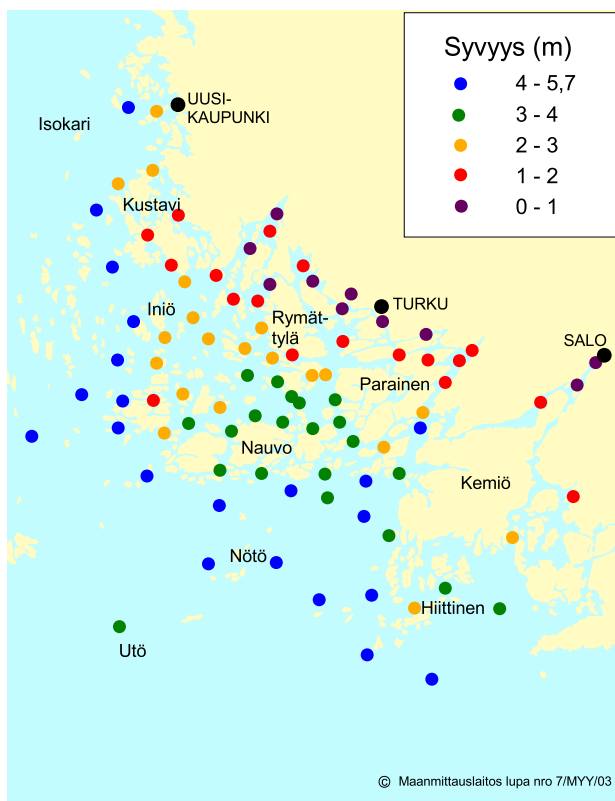 Syvyys (m)
4 - 5,7
3 - 4
2 - 3
1 - 2
0 - 1
UUSI-
KAUPUNKI
Isokari
Kustavi
Iniö
Rymät-
tylä
TURKU
SALO
Parainen
Nauvo
Kemiö
Nötö
Hiittinen
Utö
© Maanmittauslaitos lupa nro 7/MYY/03